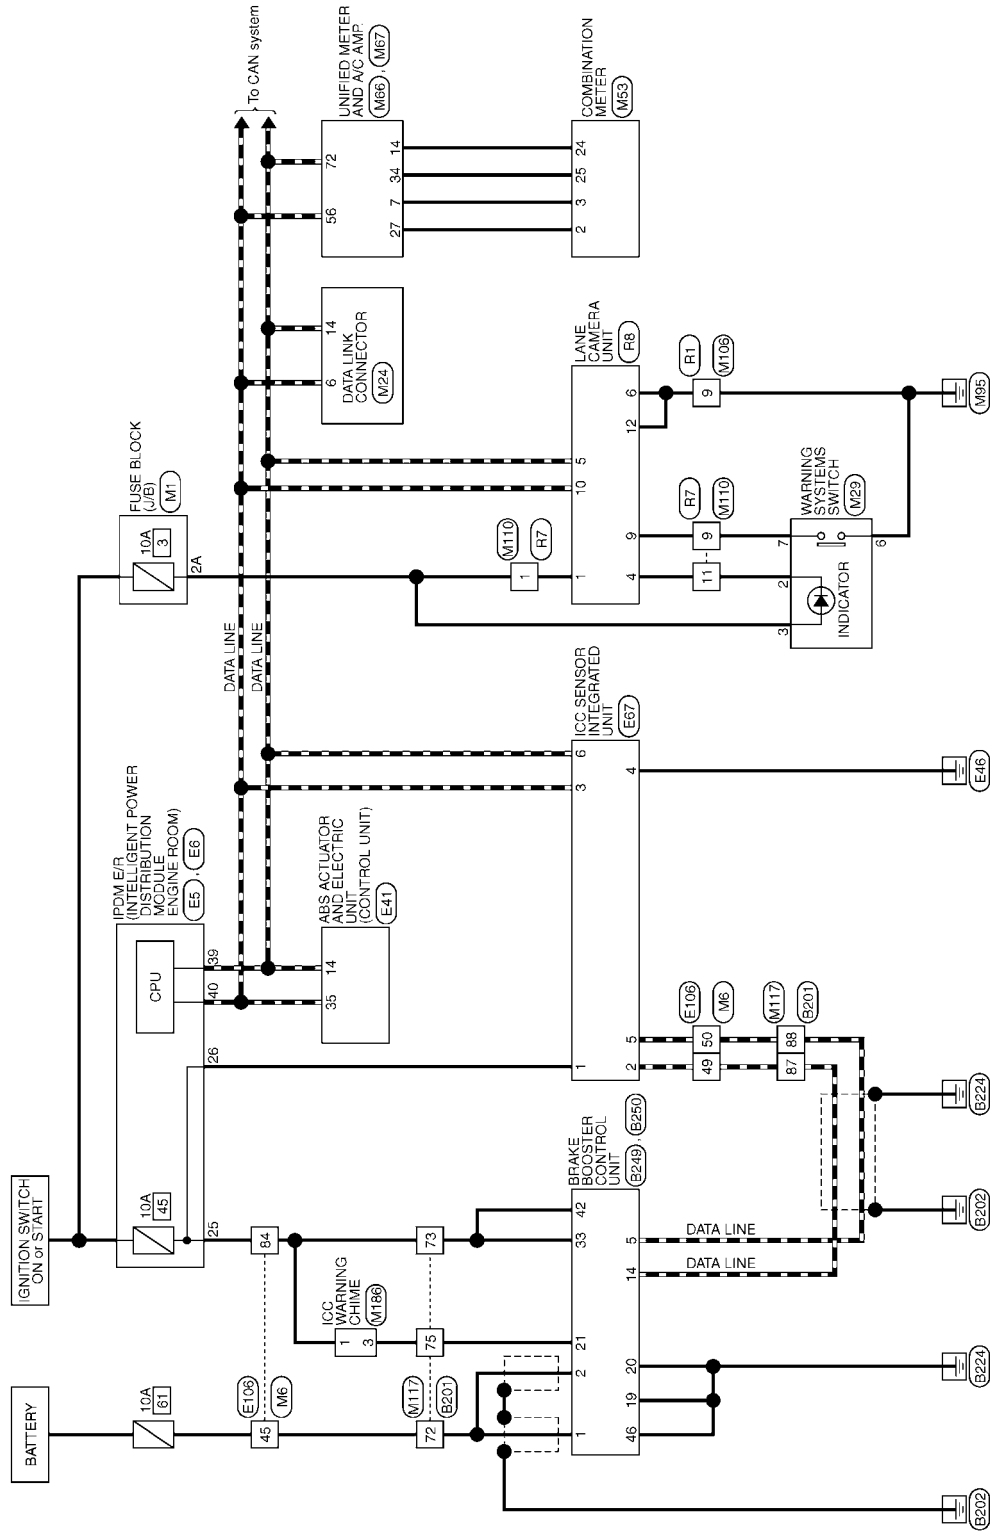 IGNITION SWITCH
ON or START
BATTERY
10A
61
10A
45
IPDM E/R
(INTELLIGENT POWER
DISTRIBUTION
MODULE
ENGINE ROOM)
E5 , E6
CPU
25
26
40
39
FUSE BLOCK
(J/B)
M1
10A
3
2A
DATA LINE
DATA LINE
To CAN system
E106
M6
45
84
ICC
WARNING
CHIME
M186
1
3
M117
B201
72
75
73
ABS ACTUATOR
AND ELECTRIC
UNIT
(CONTROL UNIT)
E41
35
14
DATA LINK
CONNECTOR
M24
6
14
UNIFIED METER
AND A/C AMP.
M66 , M67
56
72
27
7
34
14
COMBINATION
METER
M53
2
3
25
24
BRAKE
BOOSTER
CONTROL
UNIT
B249 , B250
1
2
21
33
42
46
19
20
14
5
DATA LINE
DATA LINE
ICC SENSOR
INTEGRATED
UNIT
E67
1
3
6
2
5
4
E106
M6
49
50
M117
B201
87
88
M110
R7
1
LANE
CAMERA
UNIT
R8
1
10
5
4
9
12
6
R7
M110
11
9
R1
M106
9
WARNING
SYSTEMS
SWITCH
M29
3
2
7
6
INDICATOR
B202
B224
B202
B224
E46
M95